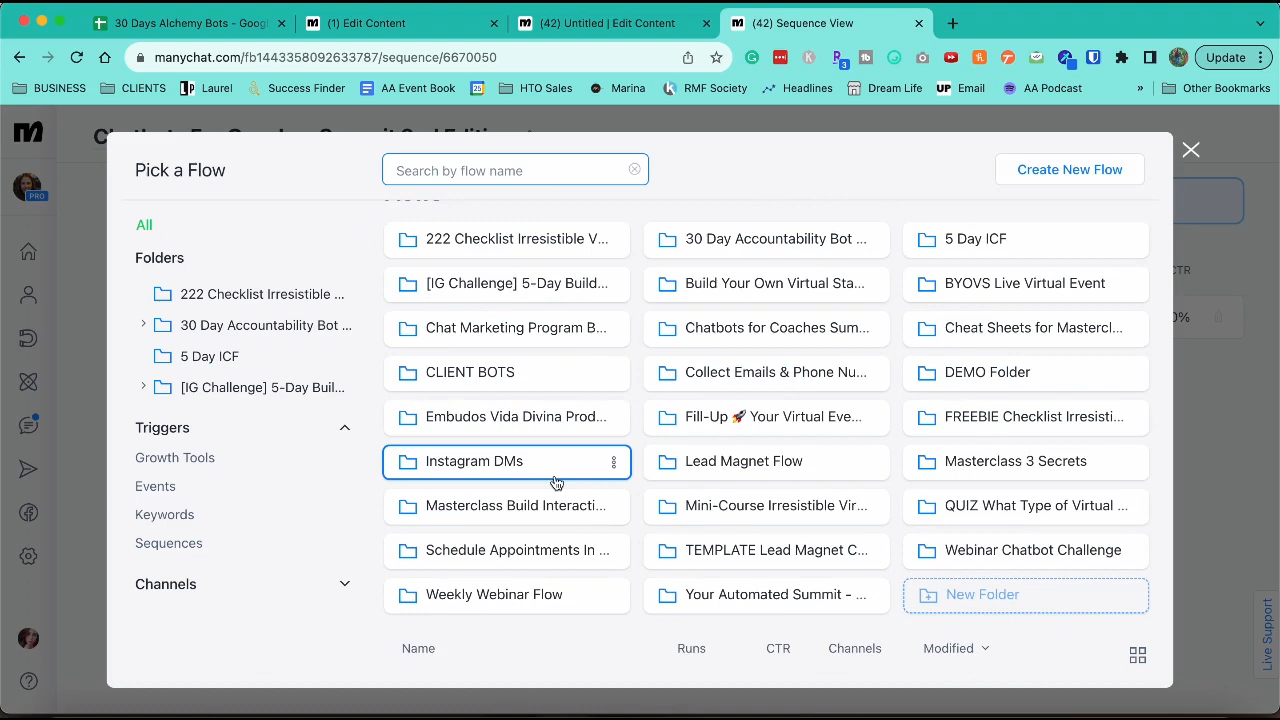 30 Days Alchemy Bots - Googl
(1) Edit Content
(42) Untitled | Edit Content
(42) Sequence View
manychat.com/fb1443358092633787/sequence/6670050
Update
BUSINESS
CLIENTS
Laurel
Success Finder
AA Event Book
HTO Sales
Marina
RMF Society
Headlines
Dream Life
UP Email
AA Podcast
»
Other Bookmarks
PRO
Pick a Flow
Search by flow name
Create New Flow
All
Folders
222 Checklist Irresistible ...
30 Day Accountability Bot ...
5 Day ICF
[IG Challenge] 5-Day Buil...
Triggers
Growth Tools
Events
Keywords
Sequences
Channels
222 Checklist Irresistible V...
30 Day Accountability Bot ...
5 Day ICF
[IG Challenge] 5-Day Build...
Build Your Own Virtual Sta...
BYOVS Live Virtual Event
Chat Marketing Program B...
Chatbots for Coaches Sum...
Cheat Sheets for Mastercl...
CLIENT BOTS
Collect Emails & Phone Nu...
DEMO Folder
Embudos Vida Divina Prod...
Fill-Up 🚀 Your Virtual Eve...
FREEBIE Checklist Irresisti...
Instagram DMs
Lead Magnet Flow
Masterclass 3 Secrets
Masterclass Build Interacti...
Mini-Course Irresistible Vir...
QUIZ What Type of Virtual ...
Schedule Appointments In ...
TEMPLATE Lead Magnet C...
Webinar Chatbot Challenge
Weekly Webinar Flow
Your Automated Summit - ...
New Folder
Name
Runs
CTR
Channels
Modified
CTR
0%
Live Support